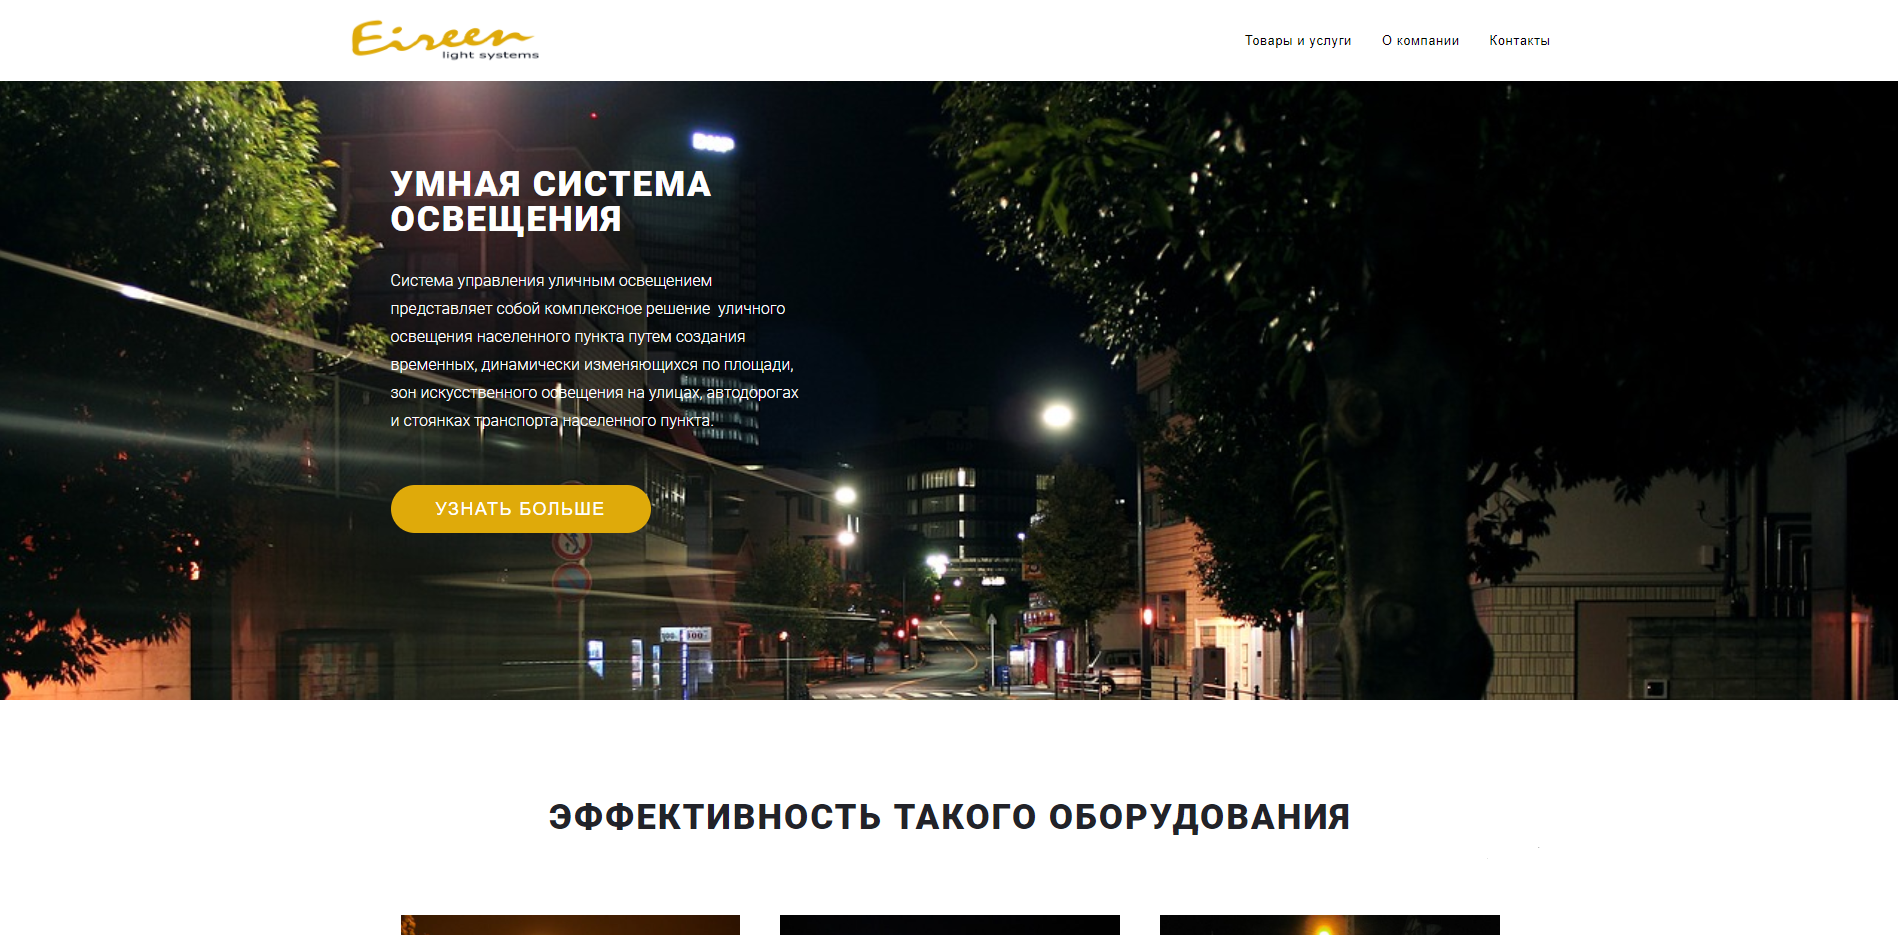 Eireen
light systems
Товары и услуги
О компании
Контакты
УМНАЯ СИСТЕМА
ОСВЕЩЕНИЯ
Система управления уличным освещением
представляет собой комплексное решение  уличного
освещения населенного пункта путем создания
временных, динамически изменяющихся по площади,
зон искусственного освещения на улицах, автодорогах
и стоянках транспорта населенного пункта.
УЗНАТЬ БОЛЬШЕ
100
100
ЭФФЕКТИВНОСТЬ ТАКОГО ОБОРУДОВАНИЯ